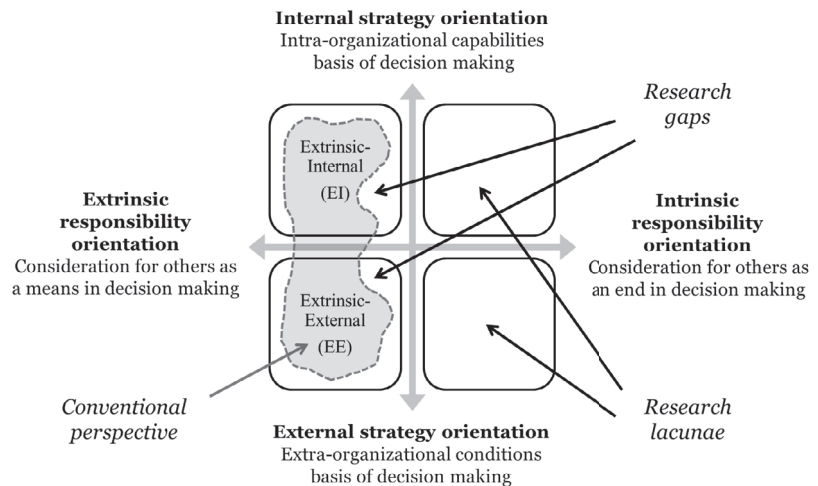 Internal strategy orientation
Intra-organizational capabilities
basis of decision making
Research
gaps
Extrinsic-
Internal
(EI)
Extrinsic
responsibility
orientation
Consideration for others as
a means in decision making
Intrinsic
responsibility
orientation
Consideration for others as
an end in decision making
Extrinsic-
External
(EE)
Conventional
perspective
Research
lacunae
External strategy orientation
Extra-organizational conditions
basis of decision making